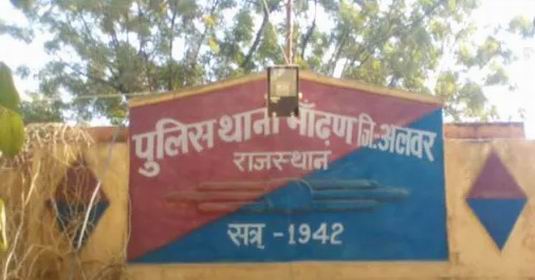 पुलिस थाना माँढ़ण जि.अलवर
राजस्थान
सत्र् -1942